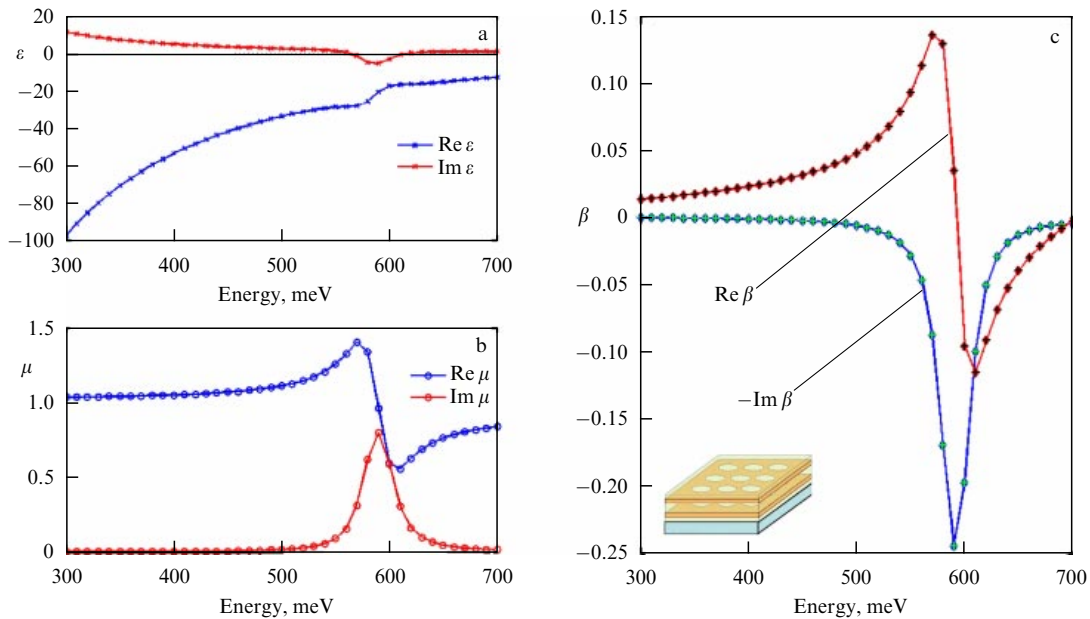 20
0
−20
−40
−60
−80
−100
ε
a
Re ε
Im ε
300
400
500
600
700
Energy, meV
1.5
1.0
0.5
0
μ
b
Re μ
Im μ
300
400
500
600
700
Energy, meV
0.15
0.10
0.05
0
−0.05
−0.10
−0.15
−0.20
−0.25
β
c
Re β
−Im β
300
400
500
600
700
Energy, meV